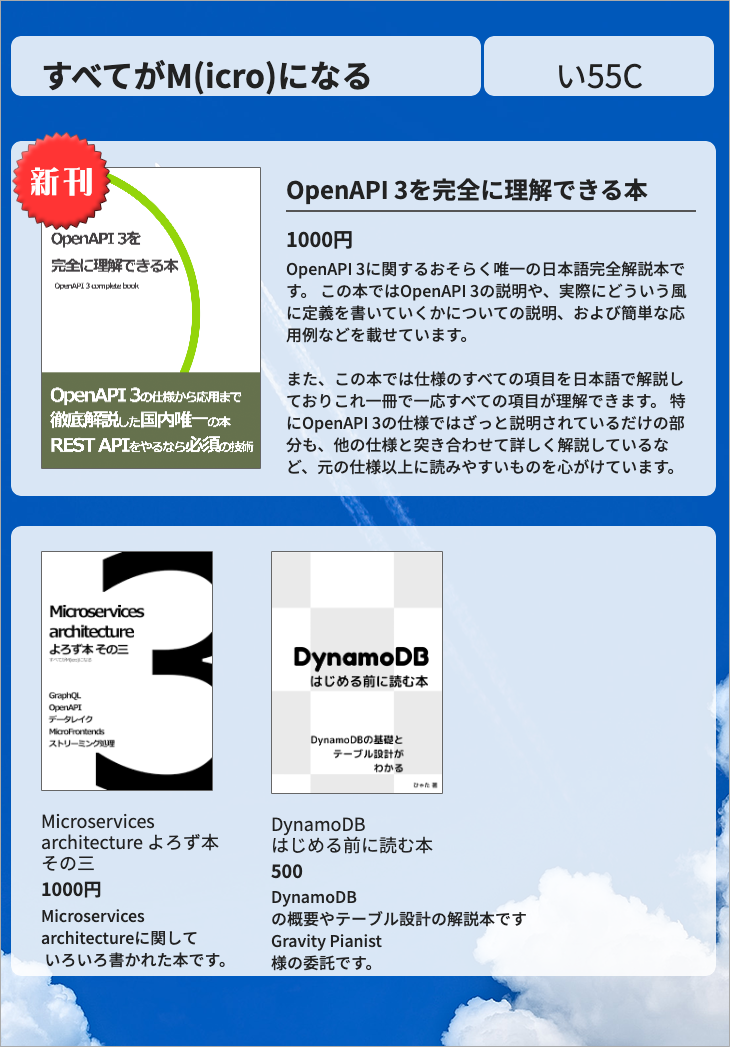 すべてがM(icro)になる
い55C
新刊
OpenAPI 3を
完全に理解できる本
OpenAPI 3 complete book
OpenAPI 3の仕様から応用まで
徹底解説した国内唯一の本
REST APIをやるなら必須の技術
OpenAPI 3を完全に理解できる本
1000円
OpenAPI 3に関するおそらく唯一の日本語完全解説本で
す。 この本ではOpenAPI 3の説明や、実際にどういう風
に定義を書いていくかについての説明、および簡単な応
用例などを載せています。
また、この本では仕様のすべての項目を日本語で解説し
ておりこれ一冊で一応すべての項目が理解できます。 特
にOpenAPI 3の仕様ではざっと説明されているだけの部
分も、他の仕様と突き合わせて詳しく解説しているな
ど、元の仕様以上に読みやすいものを心がけています。
Microservices
architecture
よろず本 その三
すべてがM(icro)になる
GraphQL
OpenAPI
データレイク
MicroFrontends
ストリーミング処理
Microservices
architecture よろず本
その三
1000円
Microservices
architectureに関して
いろいろ書かれた本です。
DynamoDB
はじめる前に読む本
DynamoDBの基礎と
テーブル設計が
わかる
ひゃた 著
DynamoDB
はじめる前に読む本
500
DynamoDB
の概要やテーブル設計の解説本です
Gravity Pianist
様の委託です。